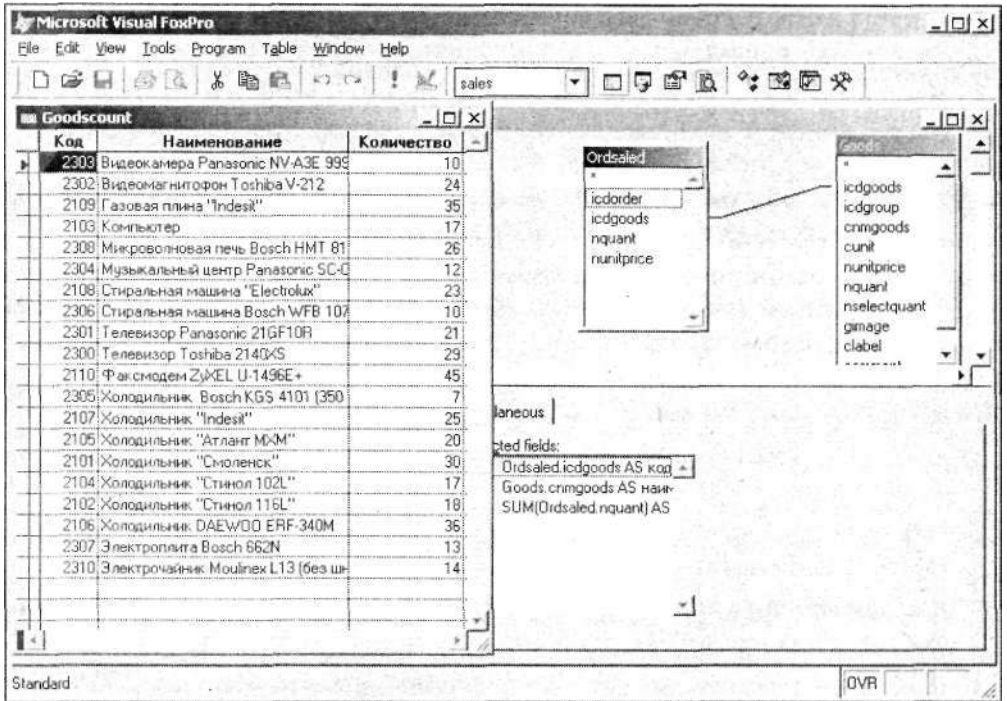 Microsoft Visual FoxPro
File Edit View Tools Program Table Window Help
sales
Goodscount
Код Наименование Количество
2303 Видеокамера Panasonic NV-A3E 999 10
2302 Видеомагнитофон Toshiba V-212 24
2109 Газовая плина "Indesit" 35
2103 Компьютер 17
2308 Микроволновая печь Bosch HMT 81 26
2304 Музыкальный центр Panasonic SC-C 12
2108 Стиральная машина "Electrolux" 23
2306 Стиральная машина Bosch WFB 107 10
2301 Телевизор Panasonic 21GF10R 21
2300 Телевизор Toshiba 2140XS 29
2110 Факсмодем ZyXEL U-1496E+ 45
2305 Холодильник Bosch KGS 4101 (350 7
2107 Холодильник "Indesit" 25
2105 Холодильник "Атлант МХМ" 20
2101 Холодильник "Смоленск" 30
2104 Холодильник "Стинол 102L" 17
2102 Холодильник "Стинол 116L" 18
2106 Холодильник DAEWOO ERF-340M 36
2307 Электроплита Bosch 662N 13
2310 Электрочайник Moulinex L13 (без шн 14
Ordsaled
*
icdorder
icdgoods
nquant
nunitprice
Goods
*
icdgoods
icdgroup
cnmgoods
cunit
nunitprice
nquant
nselectquant
gimage
clabel
laneous
cted fields:
Ordsaled.icdgoods AS код
Goods.cnmgoods AS наим
SUM(Ordsaled.nquant) AS
Standard
OVR